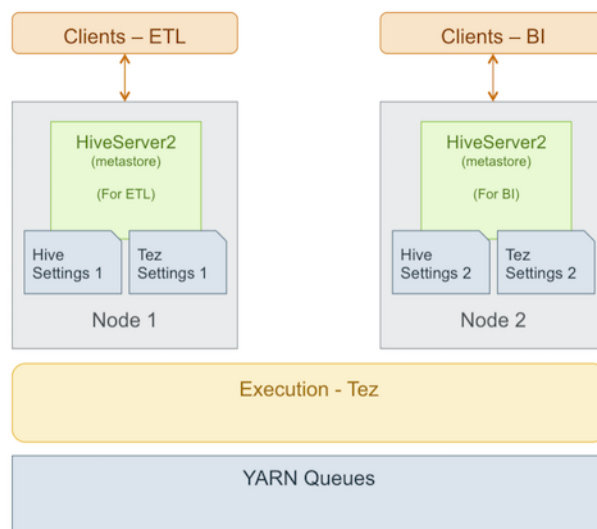 Clients – ETL
Clients – BI
HiveServer2
(metastore)
(For ETL)
Hive
Settings 1
Tez
Settings 1
Node 1
HiveServer2
(metastore)
(For BI)
Hive
Settings 2
Tez
Settings 2
Node 2
Execution - Tez
YARN Queues